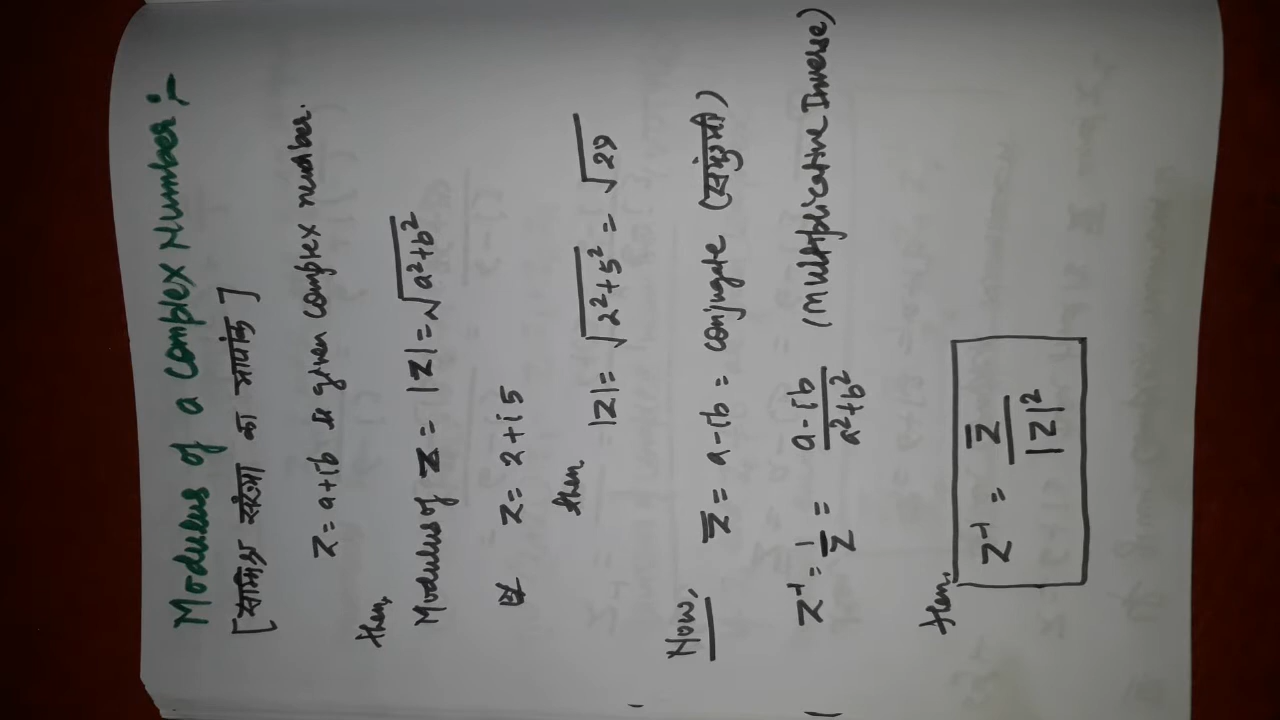 Modulus of a complex Number :-
[सामिश्र संख्या का मापांक ]
z = a+ib is given complex number.
then,
Modulus of z = |z| = √a²+b²
z = 2+i5
then
|z| = √2²+5² = √29
Now,
z̅ = a-ib = conjugate (संयुग्मी)
z⁻¹ = 1/z = a-ib/a²+b² (Multiplicative Inverse)
then,
z⁻¹ = z̅/|z|²